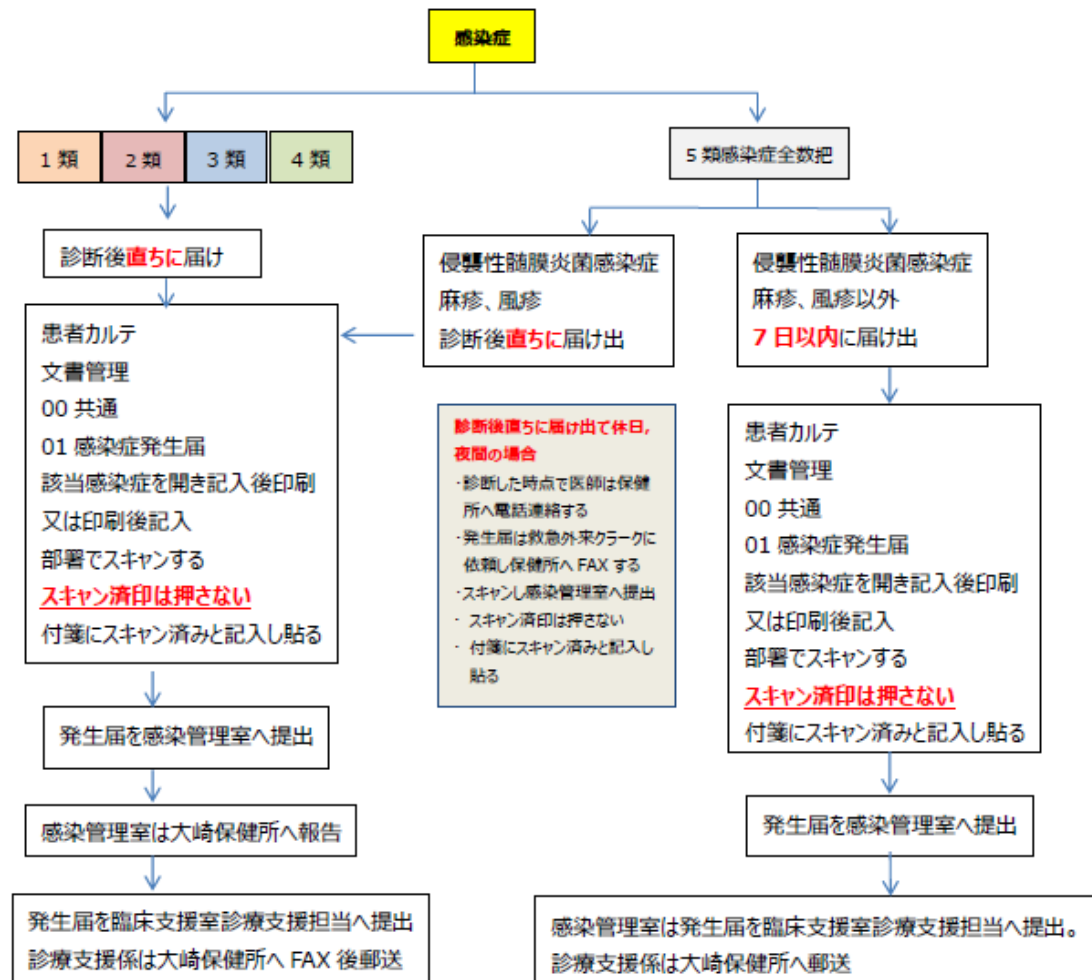 感染症
1 類
2 類
3 類
4 類
5 類感染症全数把
診断後直ちに届け
侵襲性髄膜炎菌感染症
麻疹、風疹
診断後直ちに届け出
侵襲性髄膜炎菌感染症
麻疹、風疹以外
7 日以内に届け出
患者カルテ
文書管理
00 共通
01 感染症発生届
該当感染症を開き記入後印刷
又は印刷後記入
部署でスキャンする
スキャン済印は押さない
付箋にスキャン済みと記入し貼る
診断後直ちに届け出て休日,
夜間の場合
・診断した時点で医師は保健
所へ電話連絡する
・発生届は救急外来クラークに
依頼し保健所へ FAX する
・スキャンし感染管理室へ提出
・ スキャン済印は押さない
・ 付箋にスキャン済みと記入し
貼る
患者カルテ
文書管理
00 共通
01 感染症発生届
該当感染症を開き記入後印刷
又は印刷後記入
部署でスキャンする
スキャン済印は押さない
付箋にスキャン済みと記入し貼る
発生届を感染管理室へ提出
感染管理室は大崎保健所へ報告
発生届を臨床支援室診療支援担当へ提出
診療支援係は大崎保健所へ FAX 後郵送
発生届を感染管理室へ提出
感染管理室は発生届を臨床支援室診療支援担当へ提出。
診療支援係は大崎保健所へ郵送